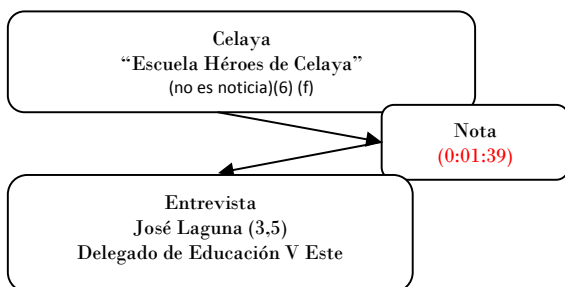 Celaya
“Escuela Héroes de Celaya”
(no es noticia)(6) (f)
Nota
(0:01:39)
Entrevista
José Laguna (3,5)
Delegado de Educación V Este